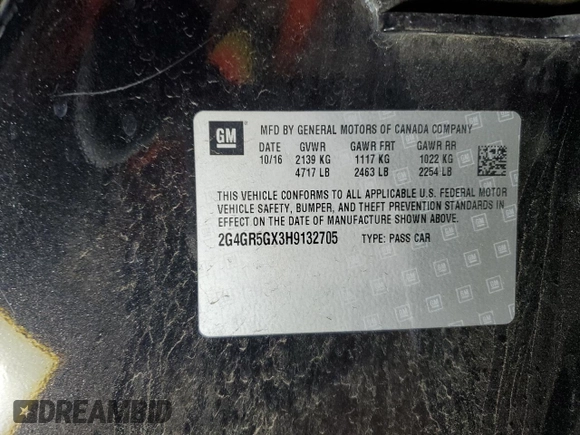 GM
MFD BY GENERAL MOTORS OF CANADA COMPANY
DATE GVWR GAWR FRT GAWR RR
10/16 2139 KG 1117 KG 1022 KG
4717 LB 2463 LB 2254 LB
THIS VEHICLE CONFORMS TO ALL APPLICABLE U.S. FEDERAL MOTOR
VEHICLE SAFETY, BUMPER, AND THEFT PREVENTION STANDARDS IN
EFFECT ON THE DATE OF MANUFACTURE SHOWN ABOVE.
2G4GR5GX3H9132705 TYPE: PASS CAR
DREAMBID